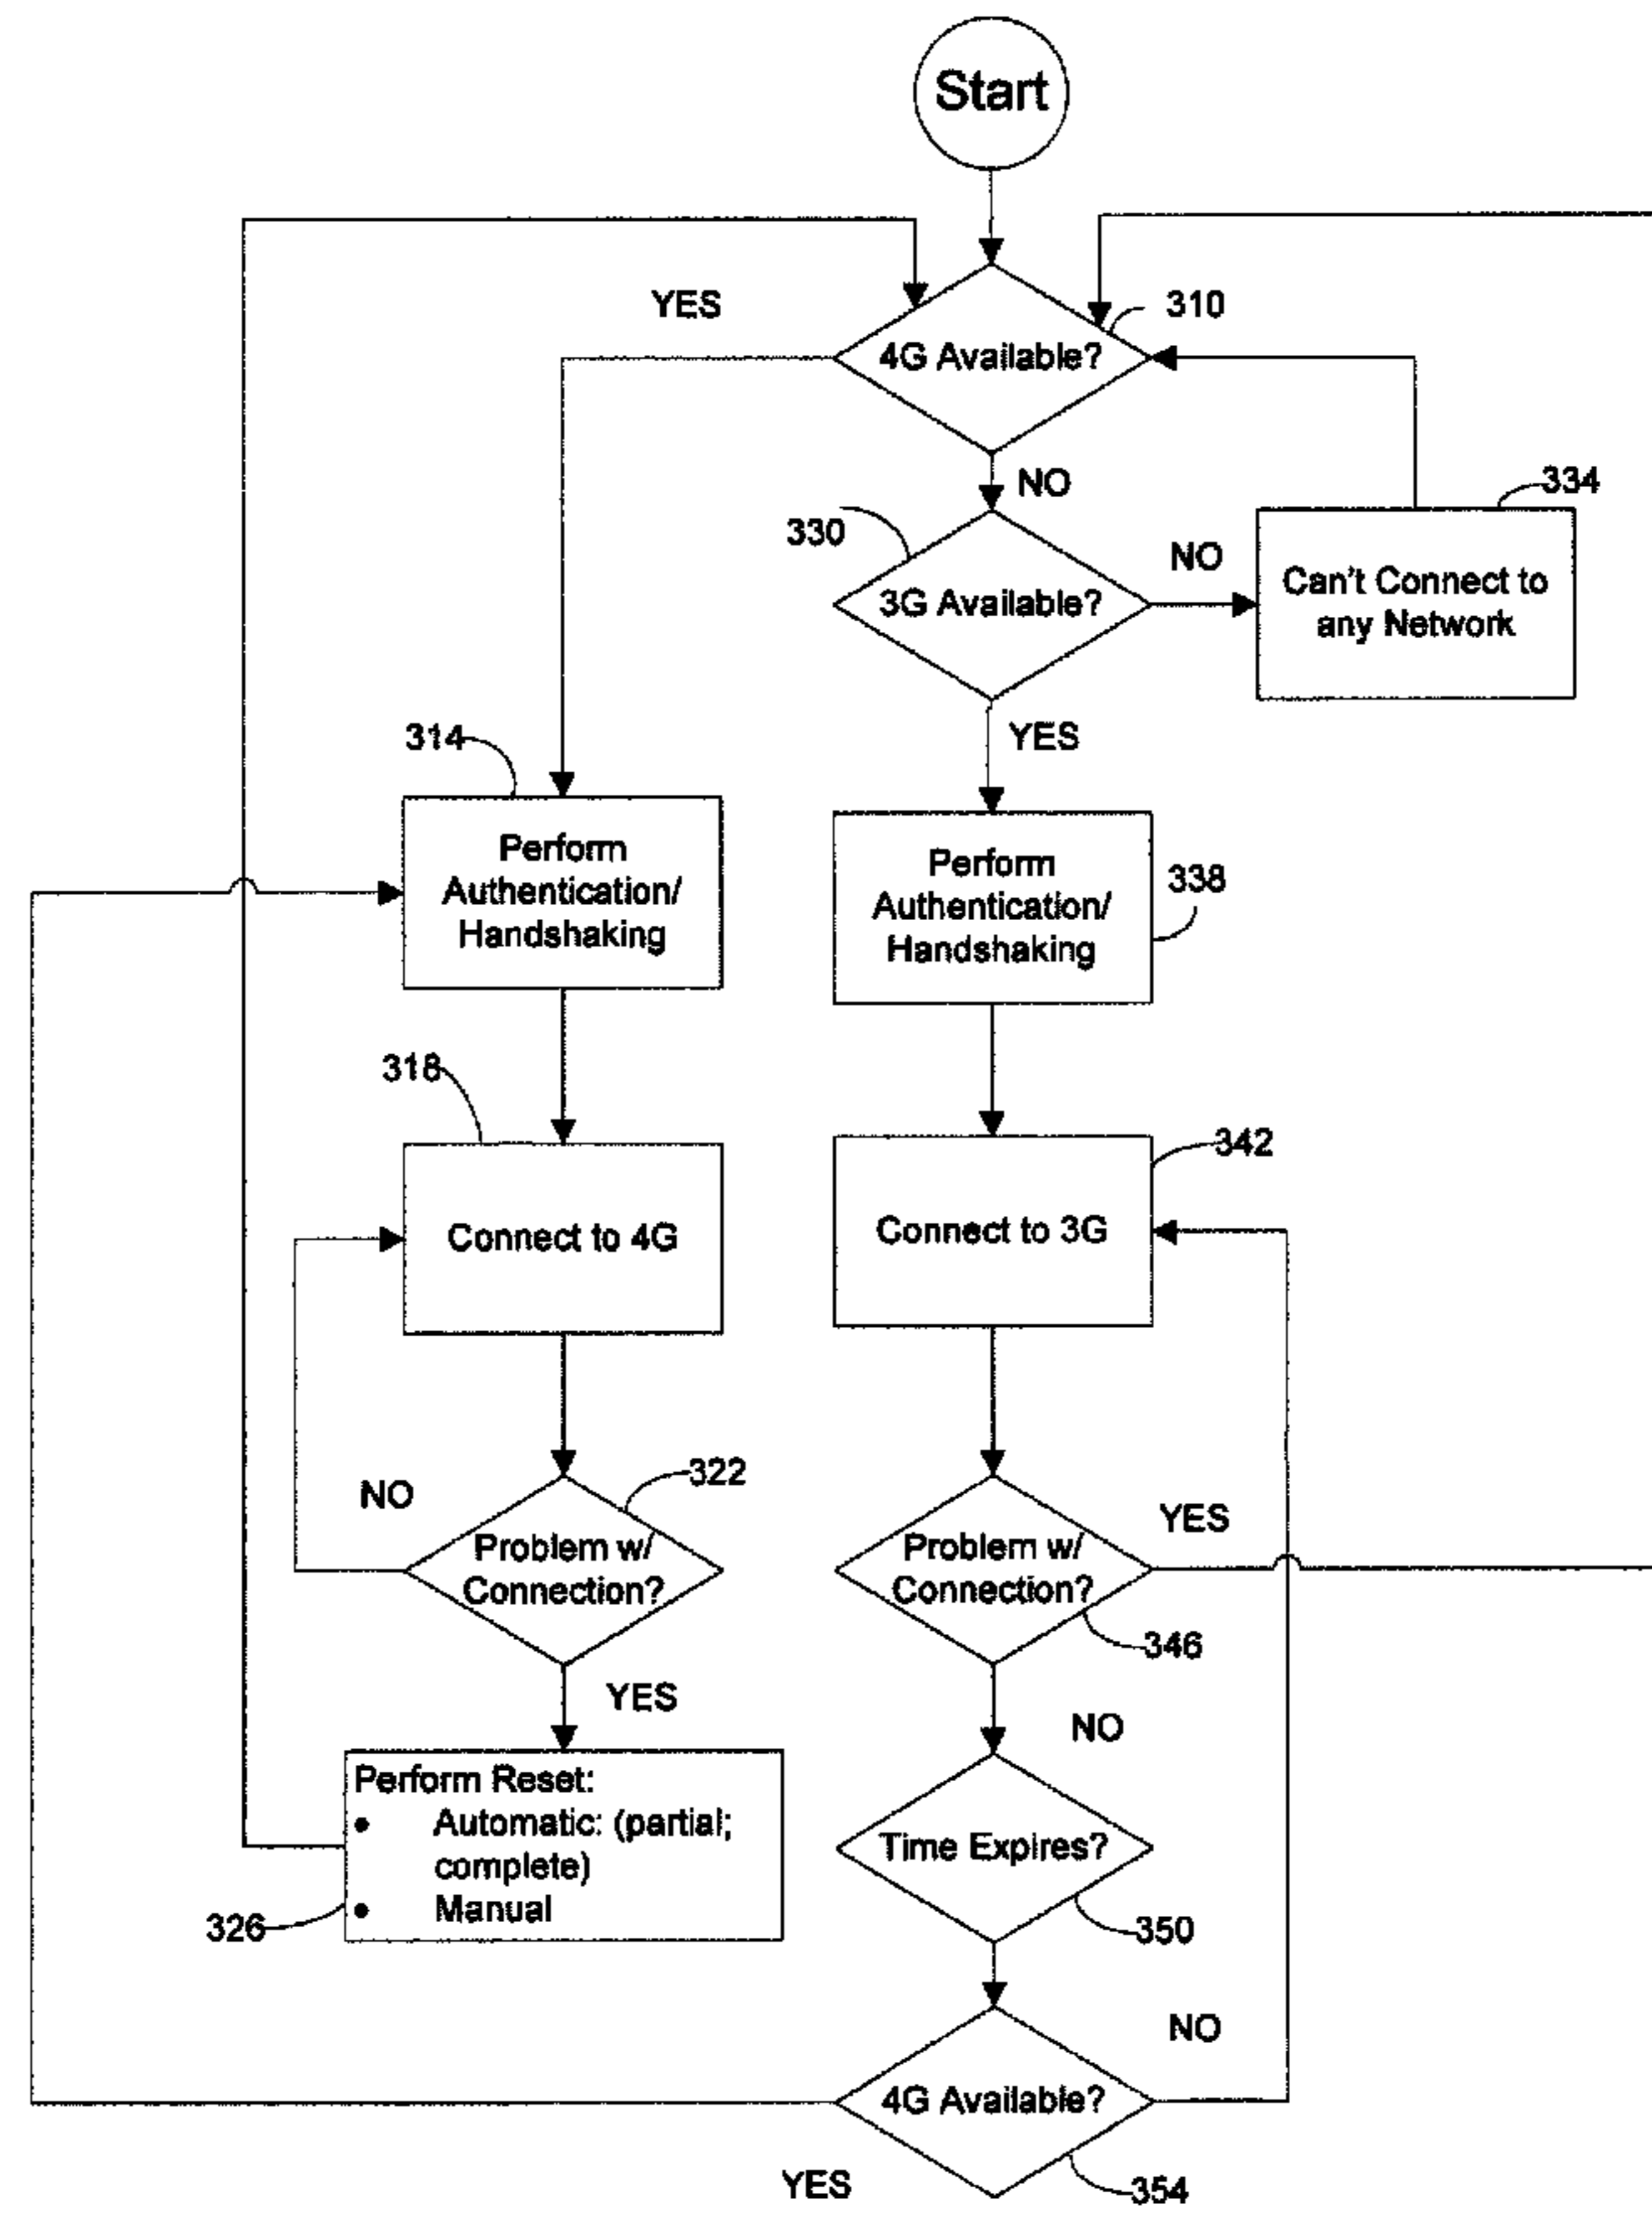 Start
YES
310
4G Available?
NO
334
330
NO
3G Available?
Can't Connect to
any Network
314
YES
Perform
Authentication/
Handshaking
Perform
Authentication/
Handshaking
338
318
342
Connect to 4G
Connect to 3G
322
NO
YES
Problem w/
Connection?
Problem w/
Connection?
346
YES
NO
Perform Reset:
• Automatic: (partial;
complete)
• Manual
326
Time Expires?
350
NO
4G Available?
YES
354